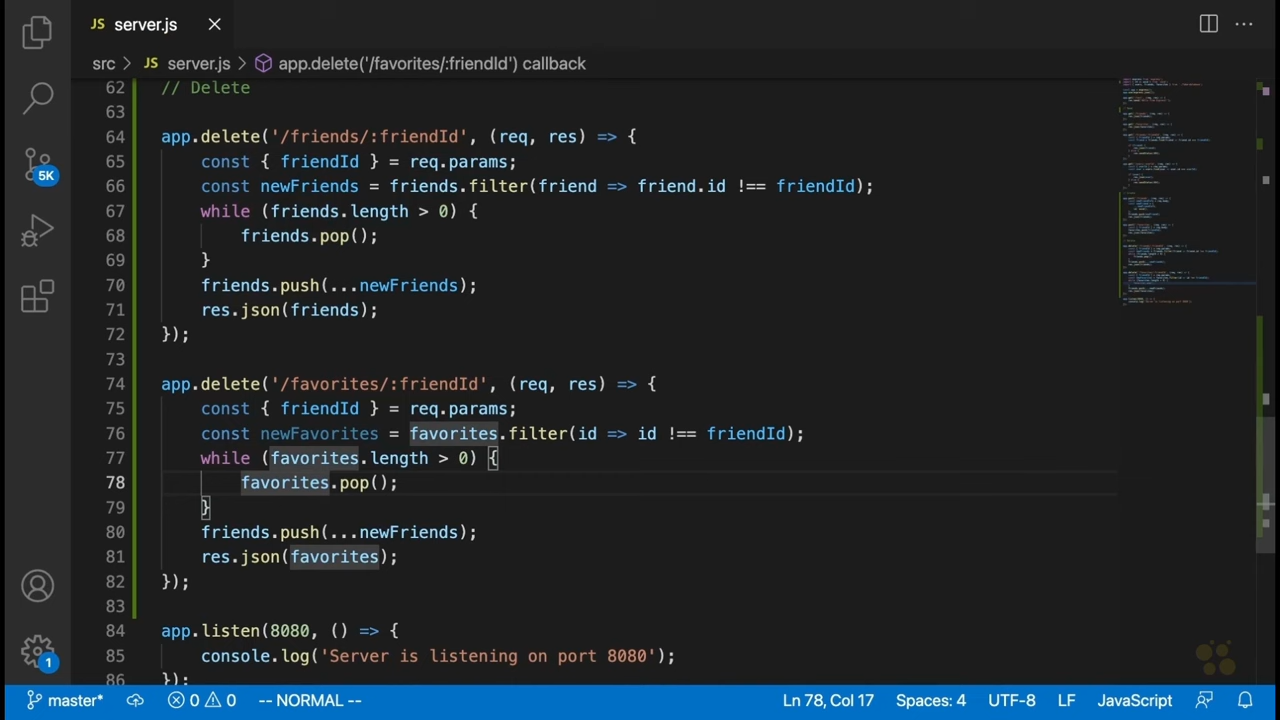 JS server.js
src > JS server.js > app.delete('/favorites/:friendId') callback
62 // Delete
63
64 app.delete('/friends/:friendId', (req, res) => {
65 const { friendId } = req.params;
66 const newFriends = friends.filter(friend => friend.id !== friendId);
67 while (friends.length > 0) {
68 friends.pop();
69 }
70 friends.push(...newFriends);
71 res.json(friends);
72 });
73
74 app.delete('/favorites/:friendId', (req, res) => {
75 const { friendId } = req.params;
76 const newFavorites = favorites.filter(id => id !== friendId);
77 while (favorites.length > 0) {
78 favorites.pop();
79 }
80 friends.push(...newFriends);
81 res.json(favorites);
82 });
83
84 app.listen(8080, () => {
85 console.log('Server is listening on port 8080');
86 });
5K
1
master* 0 0 -- NORMAL -- Ln 78, Col 17 Spaces: 4 UTF-8 LF JavaScript